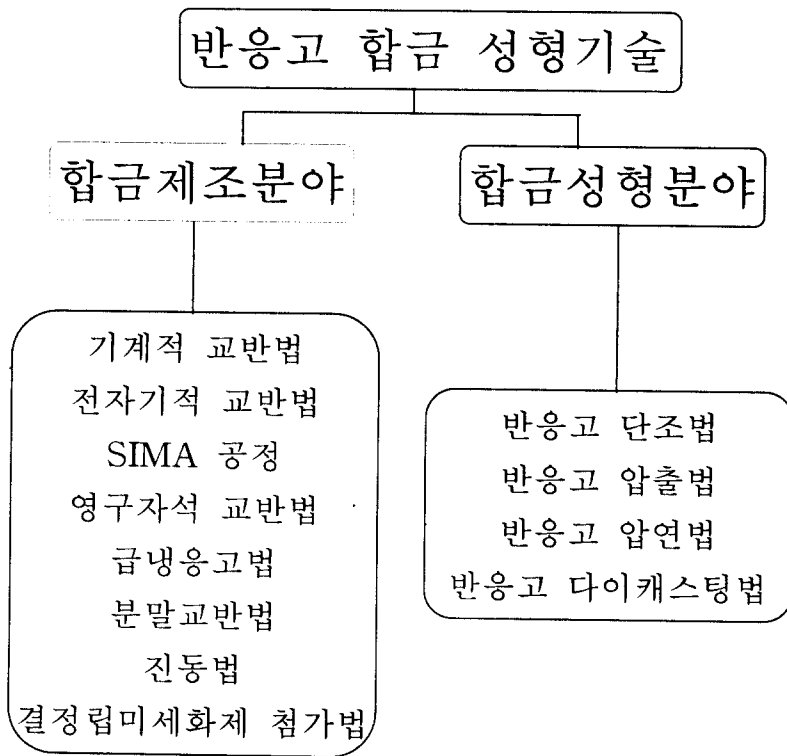 반응고 합금 성형기술
합금제조분야
합금성형분야
기계적 교반법
전자기적 교반법
SIMA 공정
영구자석 교반법
급냉응고법
분말교반법
진동법
결정립미세화제 첨가법
반응고 단조법
반응고 압출법
반응고 압연법
반응고 다이캐스팅법